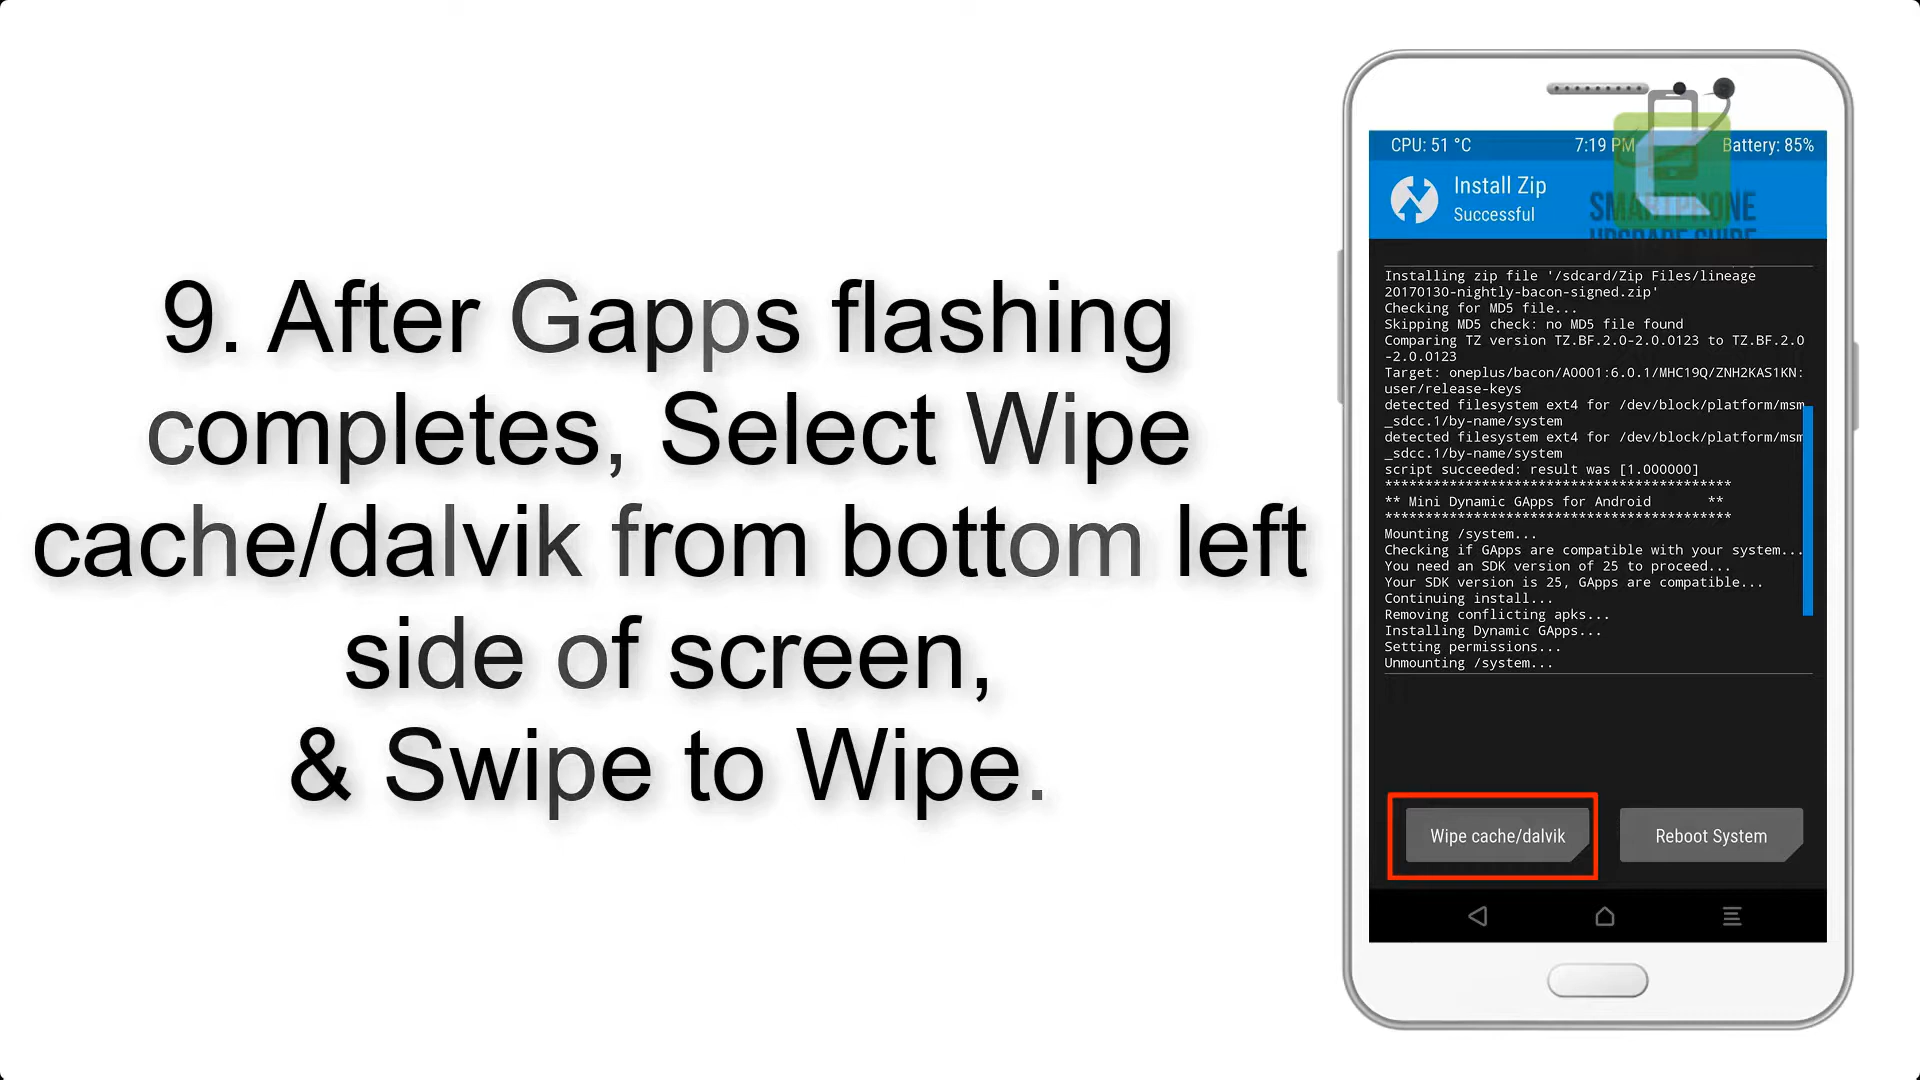 9. After Gapps flashing
completes, Select Wipe
cache/dalvik from bottom left
side of screen,
& Swipe to Wipe.
CPU: 51 °C 7:19 PM Battery: 85%
Install Zip
Successful
SMARTPHONE
UPGRADE GUIDE
Installing zip file '/sdcard/Zip Files/lineage
20170130-nightly-bacon-signed.zip'
Checking for MD5 file...
Skipping MD5 check: no MD5 file found
Comparing TZ version TZ.BF.2.0-2.0.0123 to TZ.BF.2.0
-2.0.0123
Target: oneplus/bacon/A0001:6.0.1/MHC19Q/ZNH2KAS1KN:
user/release-keys
detected filesystem ext4 for /dev/block/platform/msm
_sdcc.1/by-name/system
detected filesystem ext4 for /dev/block/platform/msm
_sdcc.1/by-name/system
script succeeded: result was [1.000000]
*******************************************
** Mini Dynamic GApps for Android **
*******************************************
Mounting /system...
Checking if GApps are compatible with your system...
You need an SDK version of 25 to proceed...
Your SDK version is 25, GApps are compatible...
Continuing install...
Removing conflicting apks...
Installing Dynamic GApps...
Setting permissions...
Unmounting /system...
Wipe cache/dalvik
Reboot System